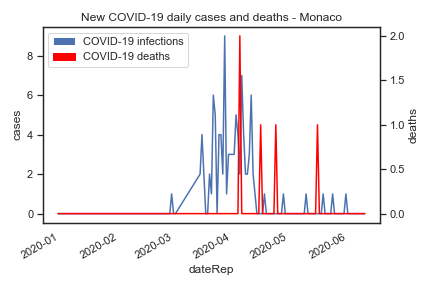 New COVID-19 daily cases and deaths - Monaco
COVID-19 infections
COVID-19 deaths
8
6
4
2
0
cases
2.0
1.5
1.0
0.5
0.0
deaths
2020-01
2020-02
2020-03
2020-04
2020-05
2020-06
dateRep